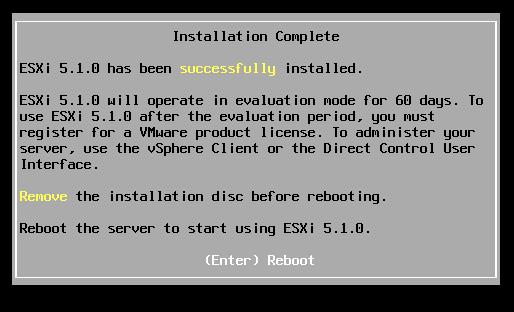 Installation Complete
ESXi 5.1.0 has been successfully installed.
ESXi 5.1.0 will operate in evaluation mode for 60 days. To
use ESXi 5.1.0 after the evaluation period, you must
register for a VMware product license. To administer your
server, use the vSphere Client or the Direct Control User
Interface.
Remove the installation disc before rebooting.
Reboot the server to start using ESXi 5.1.0.
(Enter) Reboot